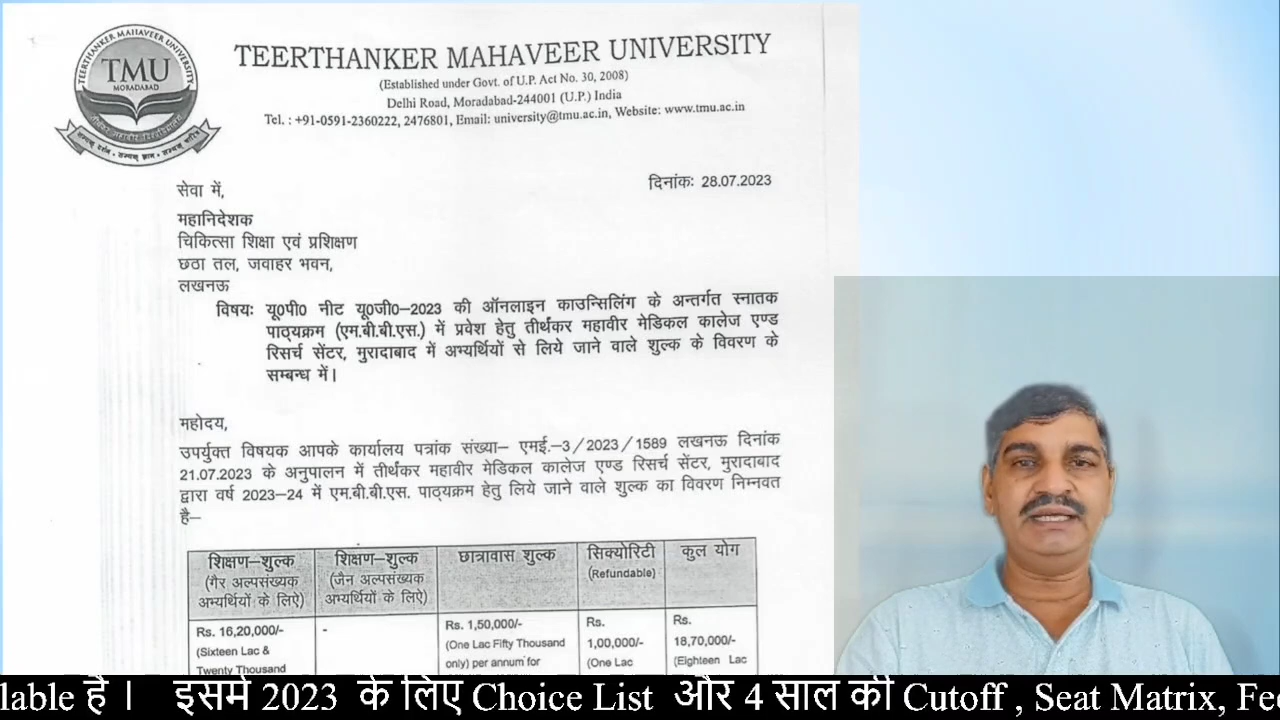 TEERTHANKER MAHAVEER UNIVERSITY
TMU
MORADABAD
TEERTHANKER MAHAVEER UNIVERSITY
(Established under Govt. of U.P. Act No. 30, 2008)
Delhi Road, Moradabad-244001 (U.P.) India
Tel. : +91-0591-2360222, 2476801, Email: university@tmu.ac.in, Website: www.tmu.ac.in
सेवा में,
दिनांकः 28.07.2023
महानिदेशक
चिकित्सा शिक्षा एवं प्रशिक्षण
छठा तल, जवाहर भवन,
लखनऊ
विषयः यू0पी0 नीट यू0जी0–2023 की ऑनलाइन काउन्सिलिंग के अन्तर्गत स्नातक
पाठ्यक्रम (एम.बी.बी.एस.) में प्रवेश हेतु तीर्थंकर महावीर मेडिकल कालेज एण्ड
रिसर्च सेंटर, मुरादाबाद में अभ्यर्थियों से लिये जाने वाले शुल्क के विवरण के
सम्बन्ध में।
महोदय,
उपर्युक्त विषयक आपके कार्यालय पत्रांक संख्या– एमई.–3/2023/1589 लखनऊ दिनांक
21.07.2023 के अनुपालन में तीर्थंकर महावीर मेडिकल कालेज एण्ड रिसर्च सेंटर, मुरादाबाद
द्वारा वर्ष 2023–24 में एम.बी.बी.एस. पाठ्यक्रम हेतु लिये जाने वाले शुल्क का विवरण निम्नवत
है–
शिक्षण–शुल्क शिक्षण–शुल्क छात्रावास शुल्क सिक्योरिटी कुल योग
(गैर अल्पसंख्यक (जैन अल्पसंख्यक (Refundable)
अभ्यर्थियों के लिऐ) अभ्यर्थियों के लिऐ)
Rs. 16,20,000/- - Rs. 1,50,000/- Rs. Rs.
(Sixteen Lac & (One Lac Fifty Thousand 1,00,000/- 18,70,000/-
Twenty Thousand only) per annum for (One Lac (Eighteen Lac
lable है। इसमें 2023 के लिए Choice List और 4 साल की Cutoff , Seat Matrix, Fee